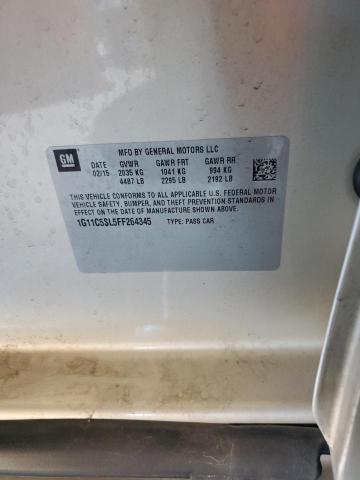 GM
MFD BY GENERAL MOTORS LLC
DATE GVWR GAWR FRT GAWR RR
02/15 2035 KG 1041 KG 994 KG
4487 LB 2295 LB 2192 LB
THIS VEHICLE CONFORMS TO ALL APPLICABLE U.S. FEDERAL MOTOR
VEHICLE SAFETY, BUMPER, AND THEFT PREVENTION STANDARDS
IN EFFECT ON THE DATE OF MANUFACTURE SHOWN ABOVE.
1G11C5SL5FF264345 TYPE: PASS CAR